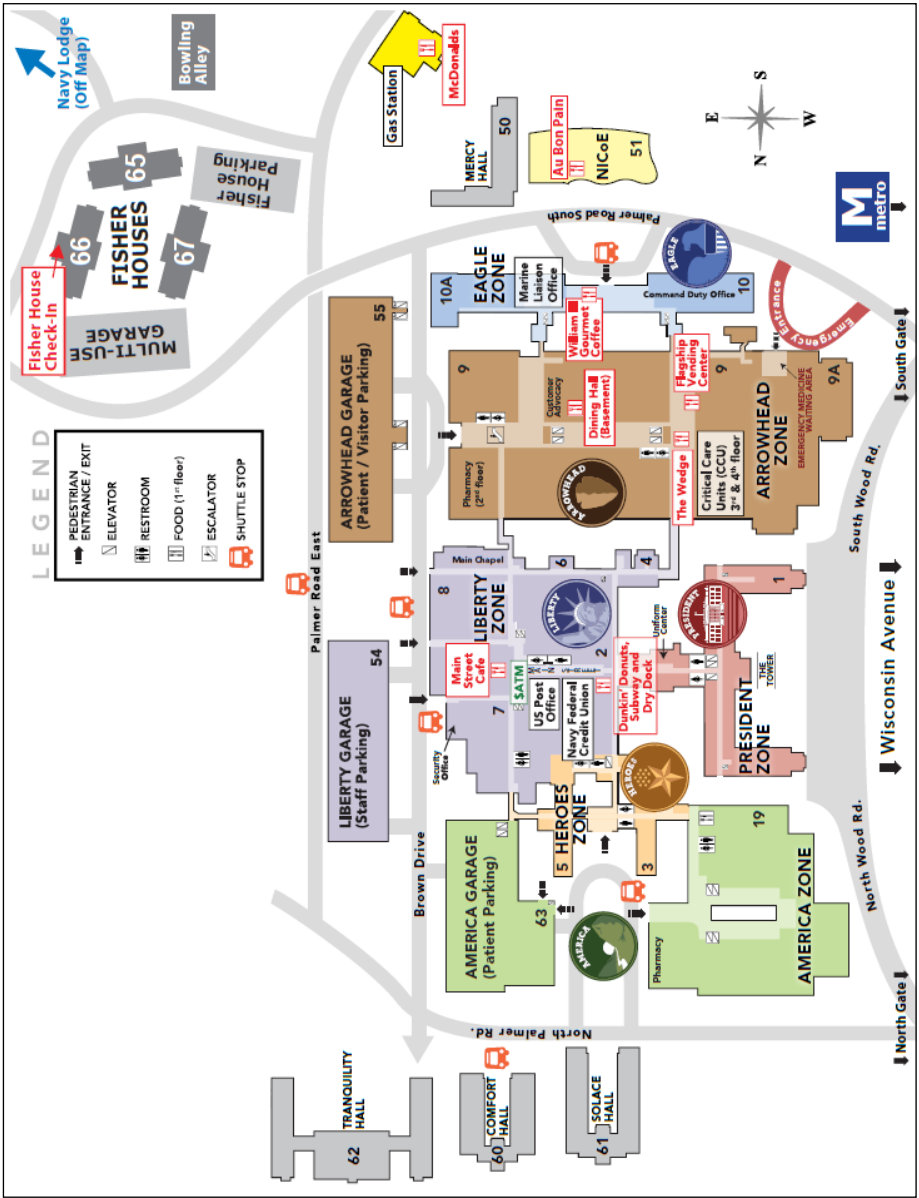 Navy Lodge
(Off Map)
Bowling
Alley
Fisher House
Check-In
66
65
67
FISHER
HOUSES
Fisher
House
Parking
MULTI-USE
GARAGE
Gas Station
McDonalds
MERCY
HALL
50
Au Bon Pain
NICoE
51
N
E
S
W
M
metro
LEGEND
PEDESTRIAN
ENTRANCE / EXIT
ELEVATOR
RESTROOM
FOOD (1st floor)
ESCALATOR
SHUTTLE STOP
Palmer Road East
Palmer Road South
Brown Drive
North Palmer Rd.
ARROWHEAD GARAGE
(Patient / Visitor Parking)
55
LIBERTY GARAGE
(Staff Parking)
54
AMERICA GARAGE
(Patient Parking)
63
10A
EAGLE
ZONE
Marine
Liaison
Office
William III
Gourmet
Coffee
Command Duty Office
10
EAGLE
Emergency Entrance
9
Customer
Advocacy
Dining Hall
(Basement)
Flagship
Vending
Center
9
9A
EMERGENCY MEDICINE
WAITING AREA
ARROWHEAD
ZONE
Pharmacy
(2nd floor)
ARROWHEAD
The Wedge
Critical Care
Units (CCU)
3rd & 4th floor
Main Chapel
8
6
4
LIBERTY
ZONE
LIBERTY
2
Main
Street
Cafe
$ATM
MAIN
US Post
Office
Navy Federal
Credit Union
Dunkin' Donuts,
Subway and
Dry Dock
Uniform
Center
7
Security
Office
PRESIDENT
1
THE
TOWER
PRESIDENT
ZONE
HEROES
ZONE
HEROES
5
3
AMERICA
19
Pharmacy
AMERICA ZONE
TRANQUILITY
HALL
62
COMFORT
HALL
60
SOLACE
HALL
61
South Gate
South Wood Rd.
Wisconsin Avenue
North Wood Rd.
North Gate